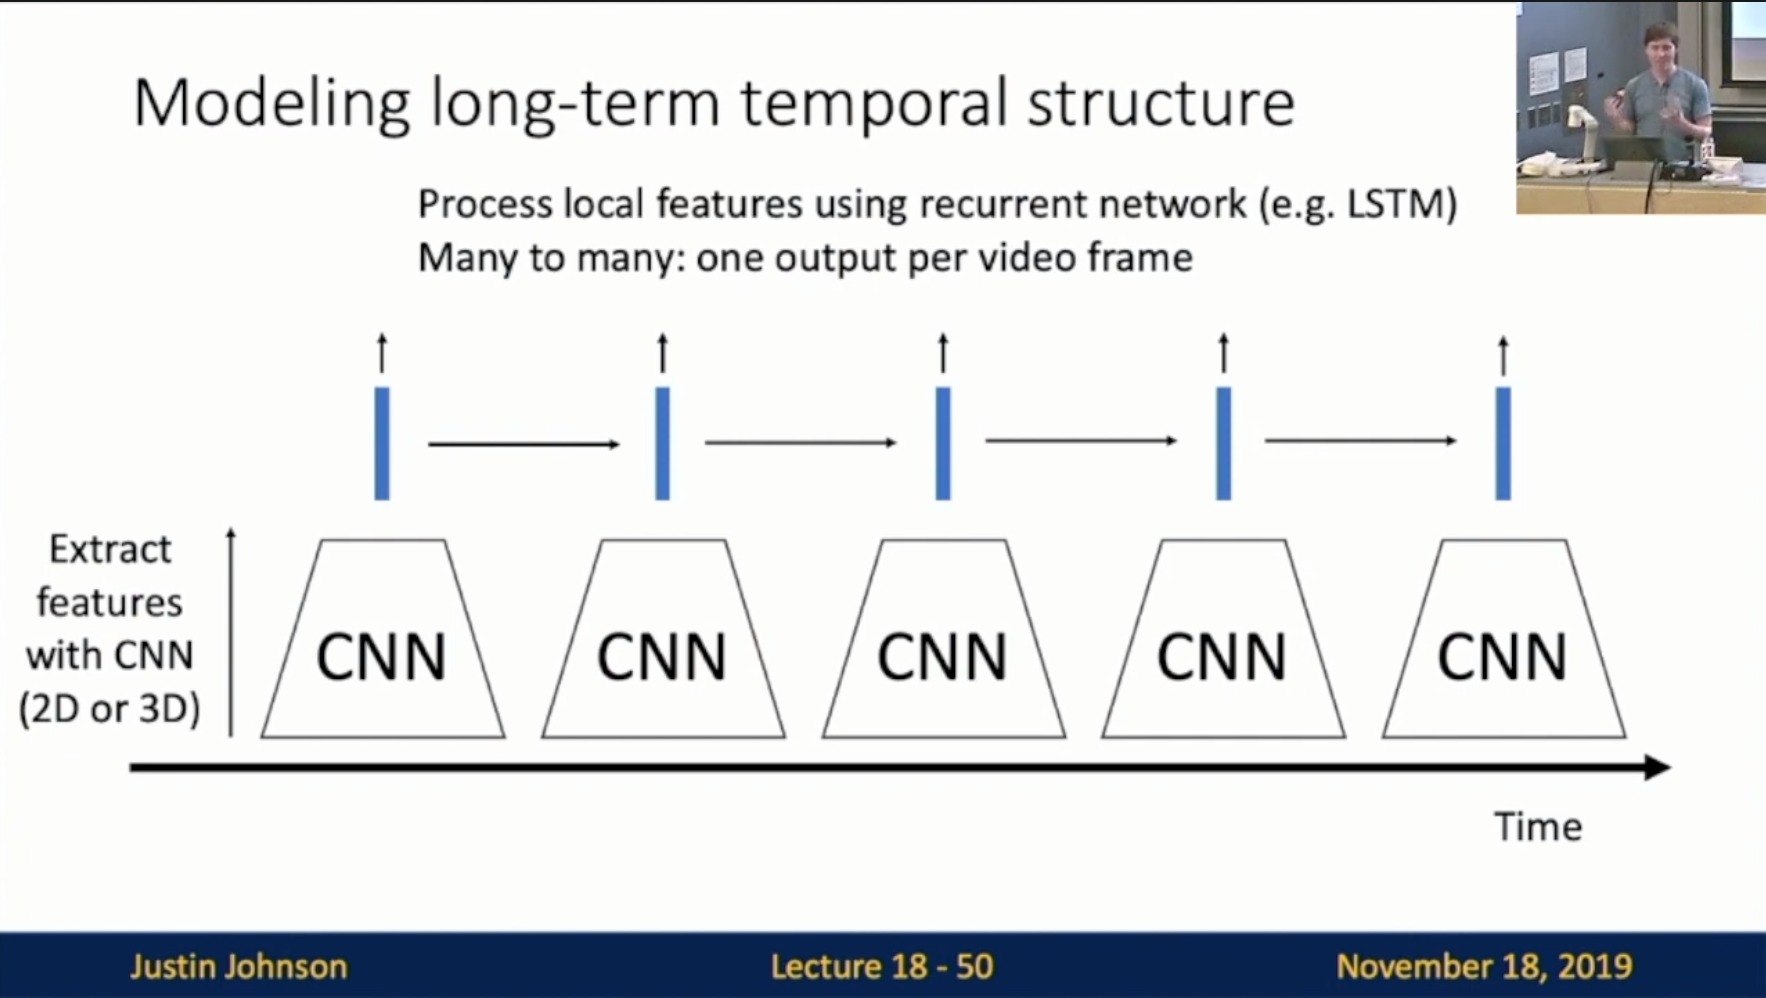 Modeling long-term temporal structure
Process local features using recurrent network (e.g. LSTM)
Many to many: one output per video frame
Extract
features
with CNN
(2D or 3D)
CNN CNN CNN CNN CNN
Time
Justin Johnson Lecture 18 - 50 November 18, 2019